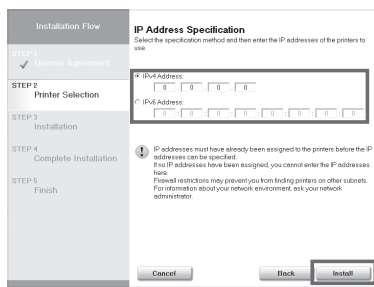 Installation Flow
STEP 1
License Agreement
STEP 2
Printer Selection
STEP 3
Installation
STEP 4
Complete Installation
STEP 5
Finish
IP Address Specification
Select the specification method and then enter the IP addresses of the printers to
use.
IPv4 Address:
0 . 0 . 0 . 0
IPv6 Address:
0 : 0 : 0 : 0 : 0 : 0 : 0 : 0
IP addresses must have already been assigned to the printers before the IP
addresses can be specified.
If no IP addresses have been assigned, you cannot enter the IP addresses
here.
Firewall restrictions may prevent you from finding printers on other subnets.
For information about your network environment, ask your network
administrator.
Cancel
Back
Install